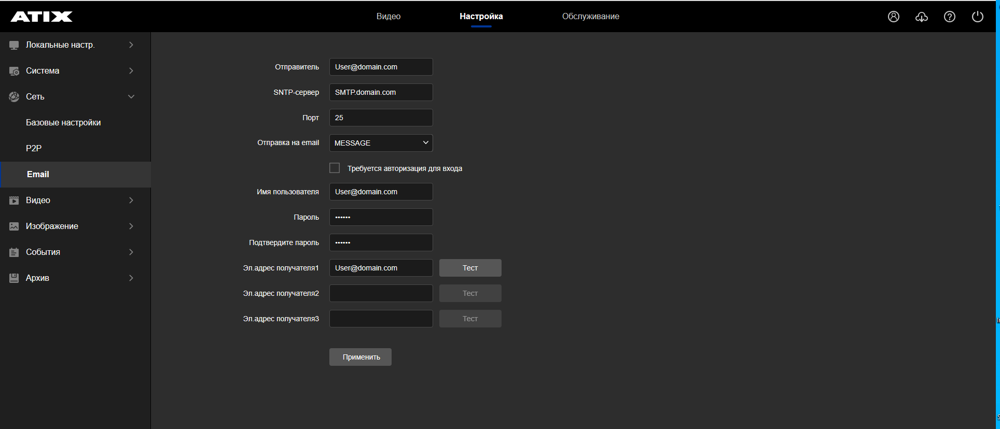 ATIX
Видео
Настройка
Обслуживание
Локальные настр.
Система
Сеть
Базовые настройки
P2P
Email
Видео
Изображение
События
Архив
Отправитель User@domain.com
SNTP-сервер SMTP.domain.com
Порт 25
Отправка на email MESSAGE
Требуется авторизация для входа
Имя пользователя User@domain.com
Пароль ••••••
Подтвердите пароль ••••••
Эл.адрес получателя1 User@domain.com Тест
Эл.адрес получателя2 Тест
Эл.адрес получателя3 Тест
Применить